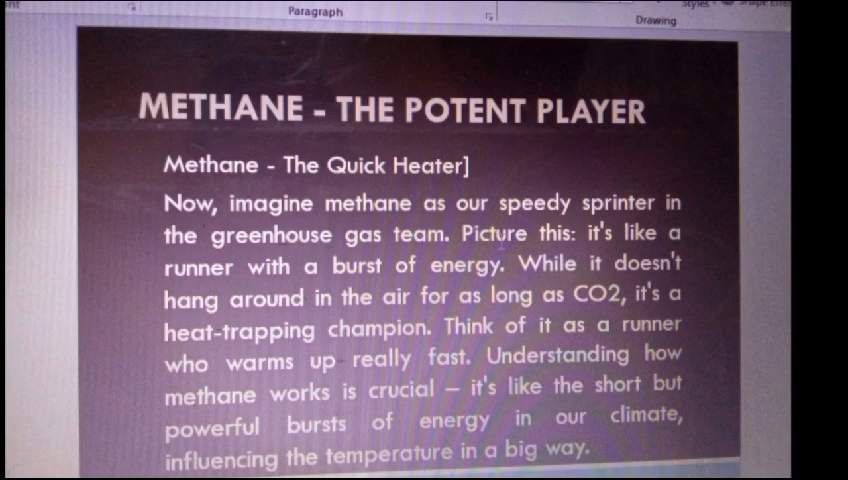 Paragraph
Drawing
METHANE - THE POTENT PLAYER
Methane - The Quick Heater]
Now, imagine methane as our speedy sprinter in
the greenhouse gas team. Picture this: it's like a
runner with a burst of energy. While it doesn't
hang around in the air for as long as CO2, it's a
heat-trapping champion. Think of it as a runner
who warms up really fast. Understanding how
methane works is crucial – it's like the short but
powerful bursts of energy in our climate,
influencing the temperature in a big way.